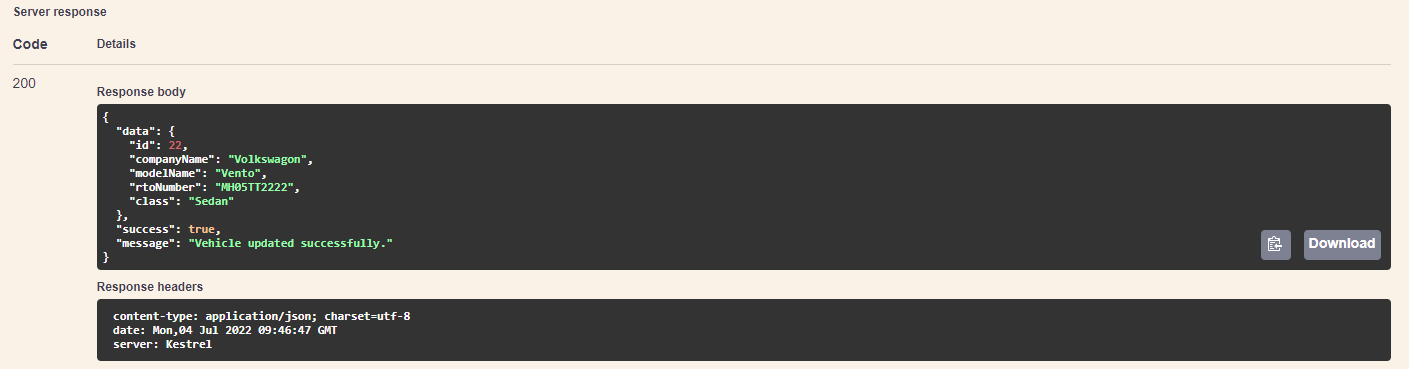 Server response
Code Details
200
Response body
{
  "data": {
    "id": 22,
    "companyName": "Volkswagon",
    "modelName": "Vento",
    "rtoNumber": "MH05TT2222",
    "class": "Sedan"
  },
  "success": true,
  "message": "Vehicle updated successfully."
}
Download
Response headers
content-type: application/json; charset=utf-8
date: Mon,04 Jul 2022 09:46:47 GMT
server: Kestrel